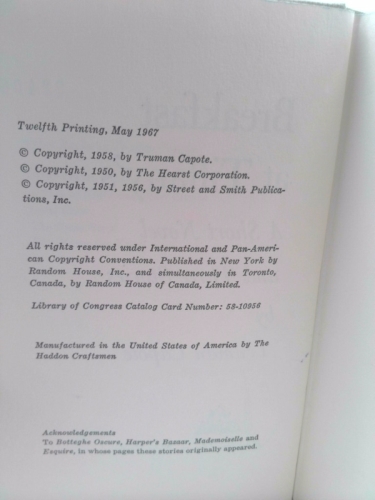 Twelfth Printing, May 1967
© Copyright, 1958, by Truman Capote.
© Copyright, 1950, by The Hearst Corporation.
© Copyright, 1951, 1956, by Street and Smith Publica-
tions, Inc.
All rights reserved under International and Pan-Ameri-
can Copyright Conventions. Published in New York by
Random House, Inc., and simultaneously in Toronto,
Canada, by Random House of Canada, Limited.
Library of Congress Catalog Card Number: 58-10956
Manufactured in the United States of America by The
Haddon Craftsmen
Acknowledgements
To Botteghe Oscure, Harper's Bazaar, Mademoiselle and
Esquire, in whose pages these stories originally appeared.